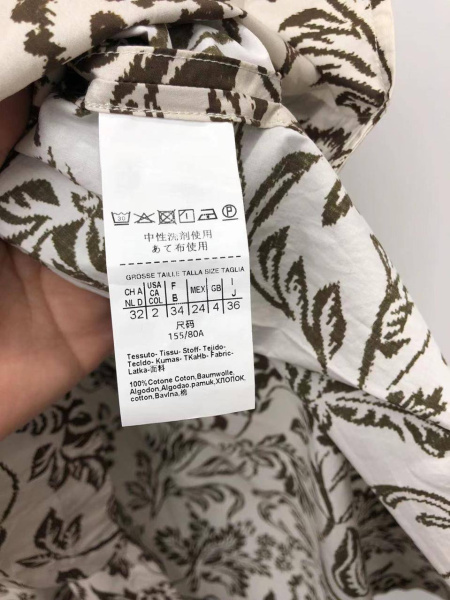 中性洗剤使用
あて布使用
GROSSE TAILLE TALLA SIZE TAGLIA
CH A USA F MEX GB I
NL D CA COL B J
32 2 34 24 4 36
尺码
155/80A
Tessuto- Tissu- Stoff- Tejido-
Tecido- Kumas- TKaHb- Fabric-
Latka-面料
100%Cotone Coton,Baumwolle,
Algodon,Algodao,pamuk,ХЛОПОК
cotton,Bavlna,棉